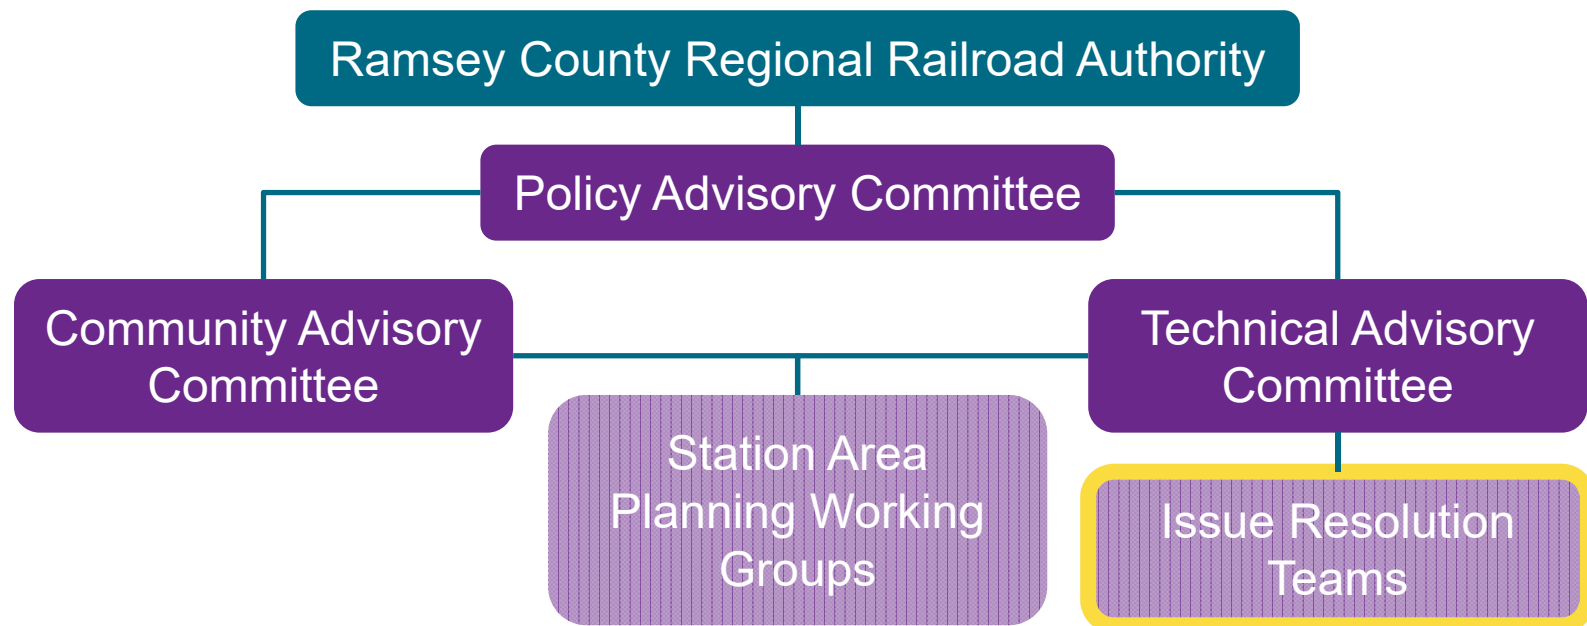 Ramsey County Regional Railroad Authority
Policy Advisory Committee
Community Advisory
Committee
Technical Advisory
Committee
Station Area
Planning Working
Groups
Issue Resolution
Teams